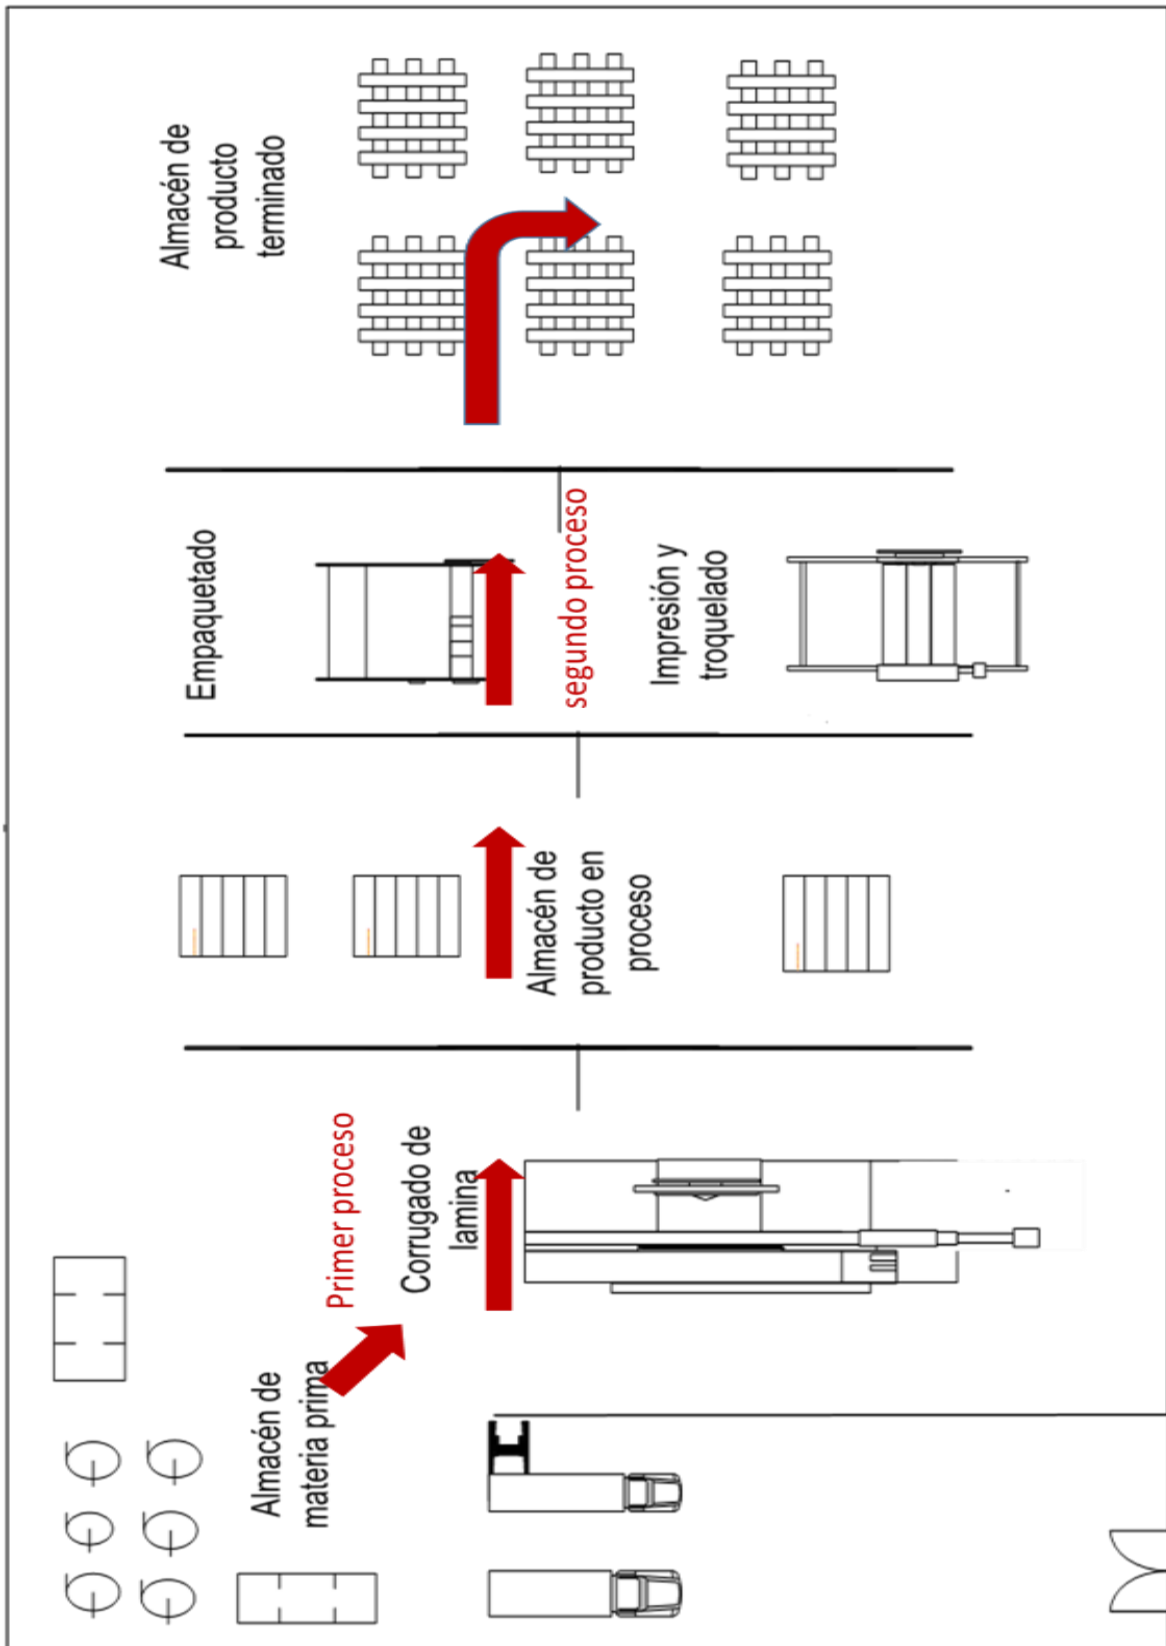 Almacén de
materia prima
Primer proceso
Corrugado de
lamina
Almacén de
producto en
proceso
Empaquetado
segundo proceso
Impresión y
troquelado
Almacén de
producto
terminado